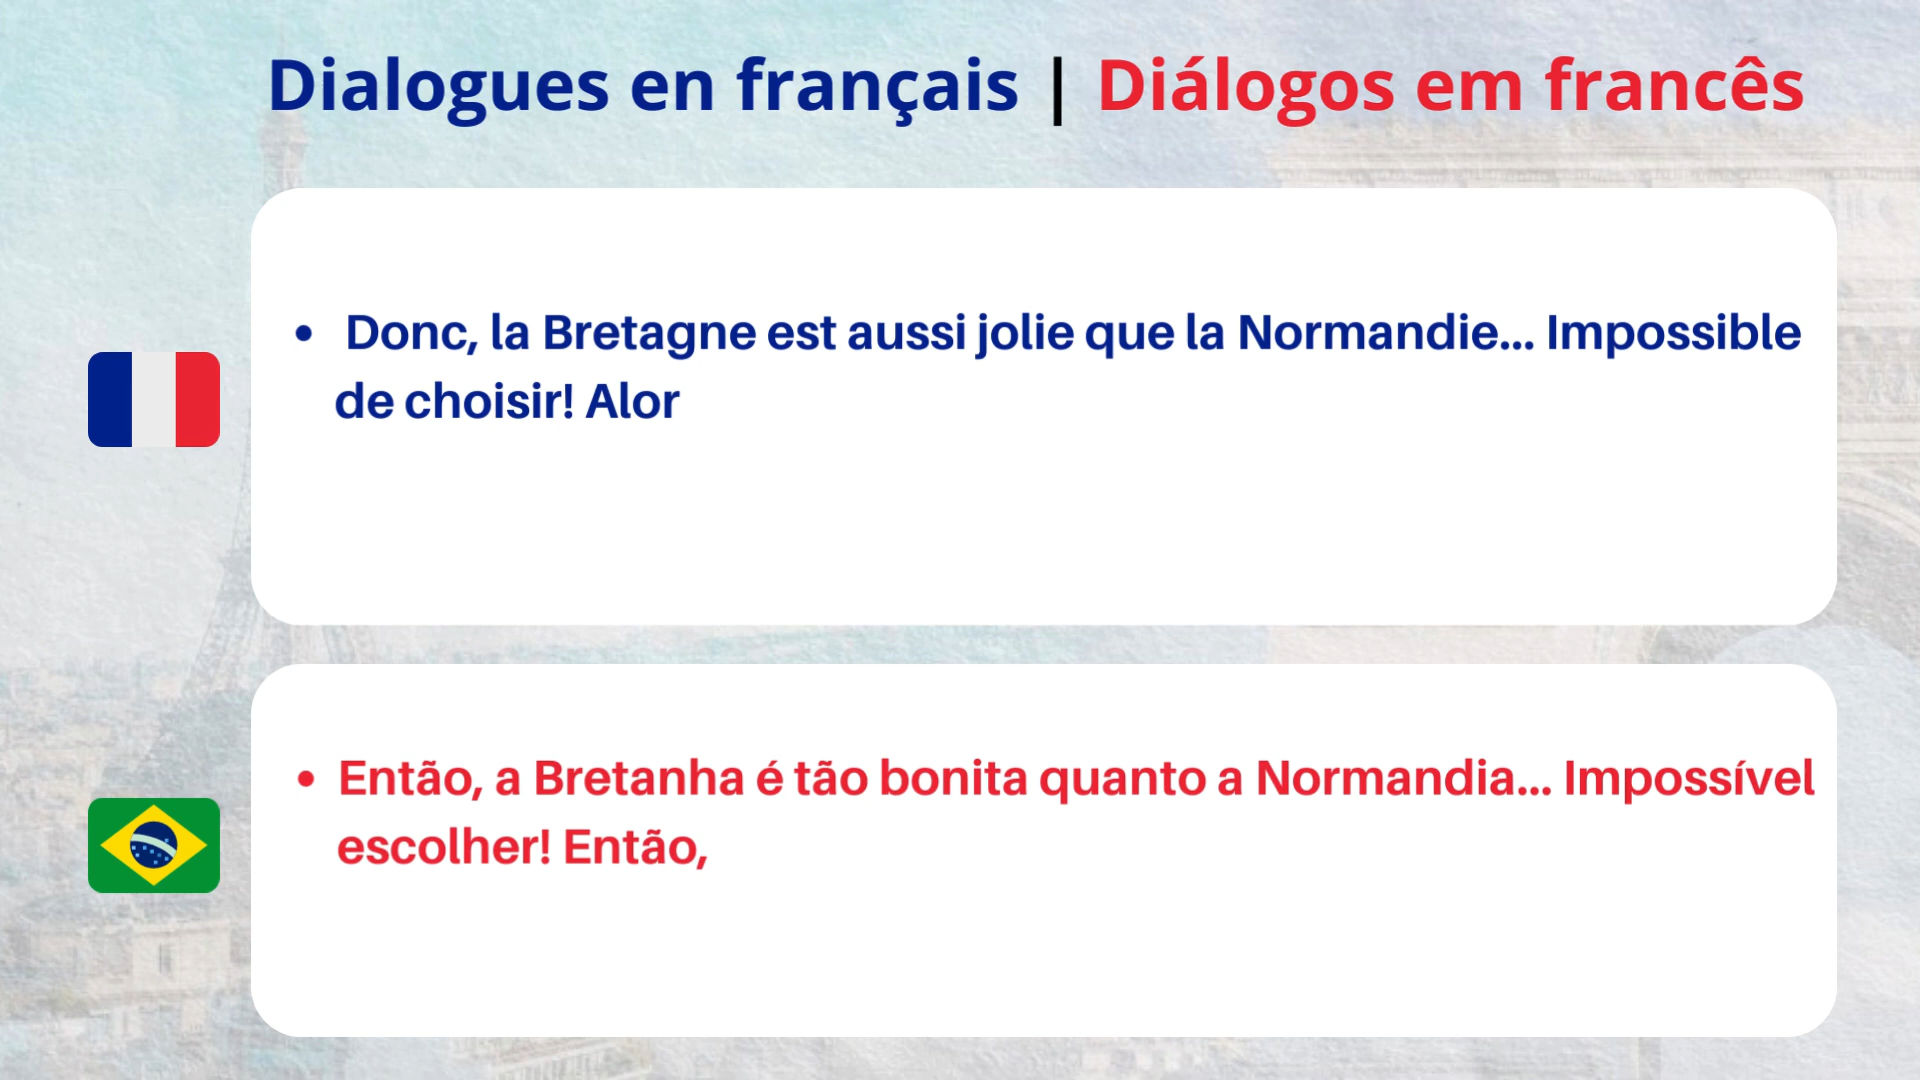 Dialogues en français | Diálogos em francês
• Donc, la Bretagne est aussi jolie que la Normandie... Impossible
de choisir! Alor
• Então, a Bretanha é tão bonita quanto a Normandia... Impossível
escolher! Então,